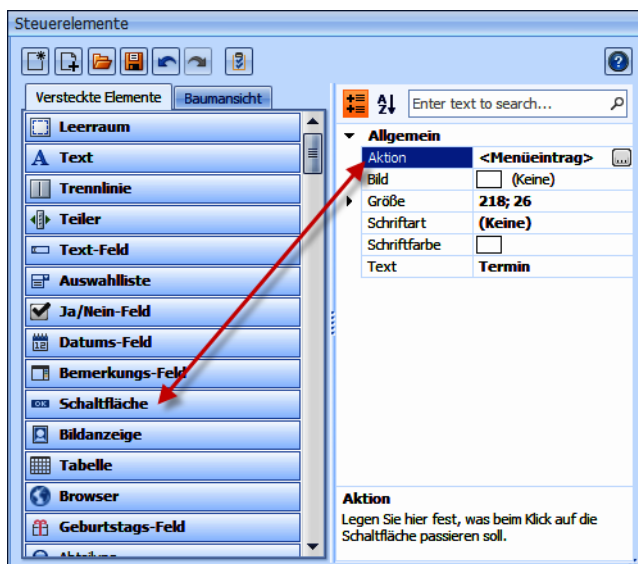 Steuerelemente
Versteckte Elemente
Baumansicht
Leerraum
Text
Trennlinie
Teiler
Text-Feld
Auswahlliste
Ja/Nein-Feld
Datums-Feld
Bemerkungs-Feld
Schaltfläche
Bildanzeige
Tabelle
Browser
Geburtstags-Feld
Enter text to search...
Allgemein
Aktion <Menüeintrag> ...
Bild (Keine)
Größe 218; 26
Schriftart (Keine)
Schriftfarbe
Text Termin
Aktion
Legen Sie hier fest, was beim Klick auf die
Schaltfläche passieren soll.